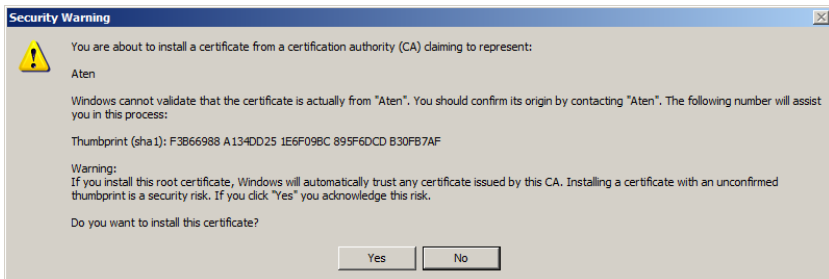 Security Warning
You are about to install a certificate from a certification authority (CA) claiming to represent:
Aten
Windows cannot validate that the certificate is actually from "Aten". You should confirm its origin by contacting "Aten". The following number will assist
you in this process:
Thumbprint (sha1): F3B66988 A134DD25 1E6F09BC 895F6DCD B30FB7AF
Warning:
If you install this root certificate, Windows will automatically trust any certificate issued by this CA. Installing a certificate with an unconfirmed
thumbprint is a security risk. If you click "Yes" you acknowledge this risk.
Do you want to install this certificate?
Yes No